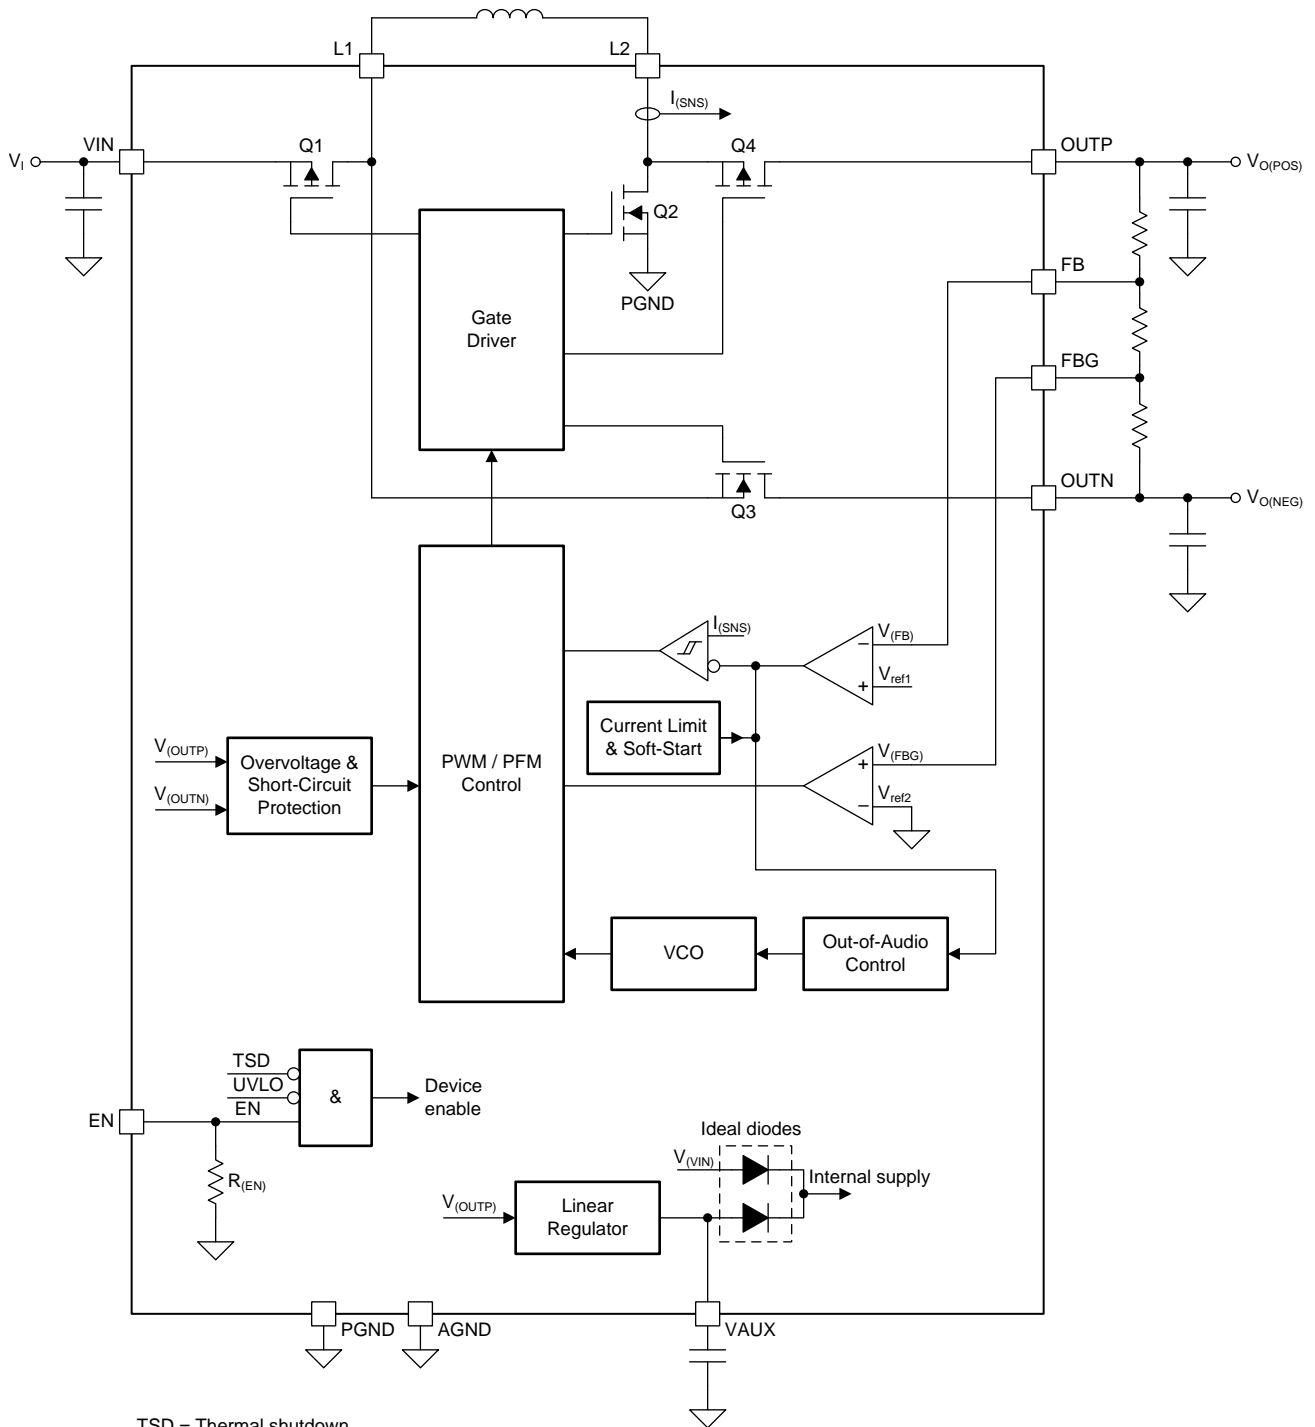 L1
L2
I(SNS)
VIN
Q1
Q4
OUTP
VI
VO(POS)
Q2
FB
PGND
Gate
Driver
FBG
OUTN
VO(NEG)
Q3
I(SNS)
V(FB)
−
Vref1
+
Current Limit
& Soft-Start
V(OUTP)
Overvoltage &
Short-Circuit
Protection
V(OUTN)
PWM / PFM
Control
V(FBG)
+
Vref2
−
VCO
Out-of-Audio
Control
TSD
UVLO
EN
EN
&
Device
enable
R(EN)
Ideal diodes
V(VIN)
Internal supply
V(OUTP)
Linear
Regulator
PGND
AGND
VAUX
TSD = Thermal shutdown